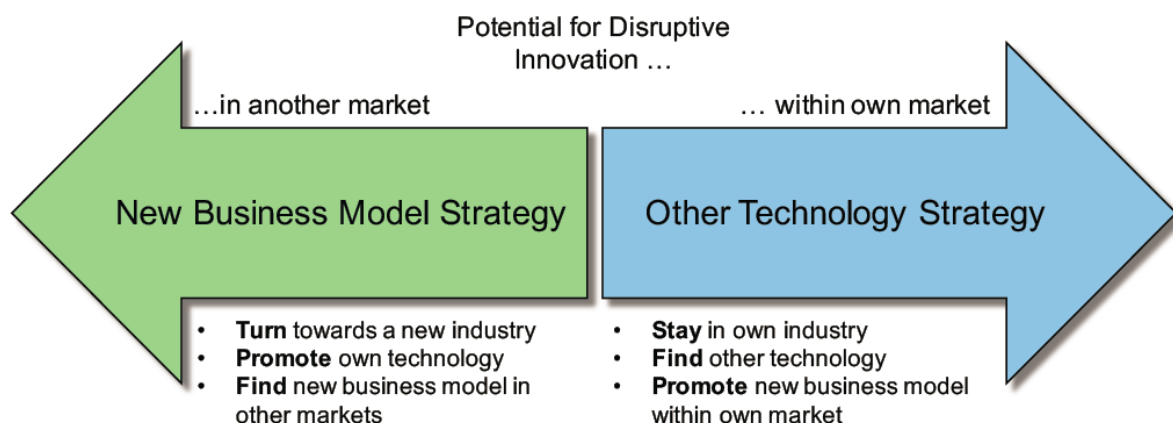 Potential for Disruptive
Innovation …
…in another market
… within own market
New Business Model Strategy
Other Technology Strategy
• Turn towards a new industry
• Promote own technology
• Find new business model in
other markets
• Stay in own industry
• Find other technology
• Promote new business model
within own market